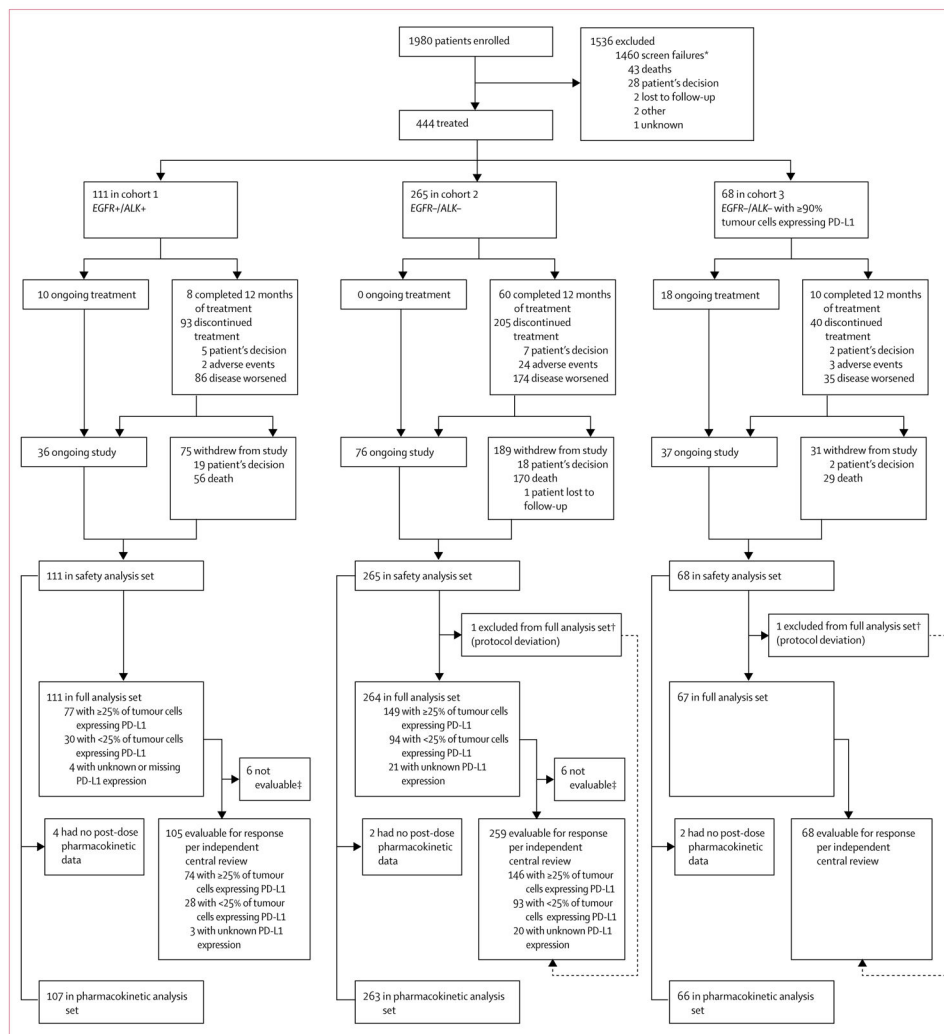 1980 patients enrolled
1536 excluded
1460 screen failures*
43 deaths
28 patient's decision
2 lost to follow-up
2 other
1 unknown
444 treated
111 in cohort 1
EGFR+/ALK+
265 in cohort 2
EGFR–/ALK–
68 in cohort 3
EGFR–/ALK– with ≥90%
tumour cells expressing PD-L1
10 ongoing treatment
8 completed 12 months
of treatment
93 discontinued
treatment
5 patient's decision
2 adverse events
86 disease worsened
0 ongoing treatment
60 completed 12 months
of treatment
205 discontinued
treatment
7 patient's decision
24 adverse events
174 disease worsened
18 ongoing treatment
10 completed 12 months
of treatment
40 discontinued
treatment
2 patient's decision
3 adverse events
35 disease worsened
36 ongoing study
75 withdrew from study
19 patient's decision
56 death
76 ongoing study
189 withdrew from study
18 patient's decision
170 death
1 patient lost to
follow-up
37 ongoing study
31 withdrew from study
2 patient's decision
29 death
111 in safety analysis set
265 in safety analysis set
68 in safety analysis set
1 excluded from full analysis set†
(protocol deviation)
1 excluded from full analysis set†
(protocol deviation)
111 in full analysis set
77 with ≥25% of tumour cells
expressing PD-L1
30 with <25% of tumour cells
expressing PD-L1
4 with unknown or missing
PD-L1 expression
264 in full analysis set
149 with ≥25% of tumour cells
expressing PD-L1
94 with <25% of tumour cells
expressing PD-L1
21 with unknown PD-L1
expression
67 in full analysis set
6 not
evaluable‡
6 not
evaluable‡
4 had no post-dose
pharmacokinetic
data
105 evaluable for response
per independent
central review
74 with ≥25% of tumour
cells expressing PD-L1
28 with <25% of tumour
cells expressing PD-L1
3 with unknown PD-L1
expression
2 had no post-dose
pharmacokinetic
data
259 evaluable for response
per independent
central review
146 with ≥25% of tumour
cells expressing PD-L1
93 with <25% of tumour
cells expressing PD-L1
20 with unknown PD-L1
expression
2 had no post-dose
pharmacokinetic
data
68 evaluable for response
per independent
central review
107 in pharmacokinetic analysis
set
263 in pharmacokinetic analysis
set
66 in pharmacokinetic analysis
set